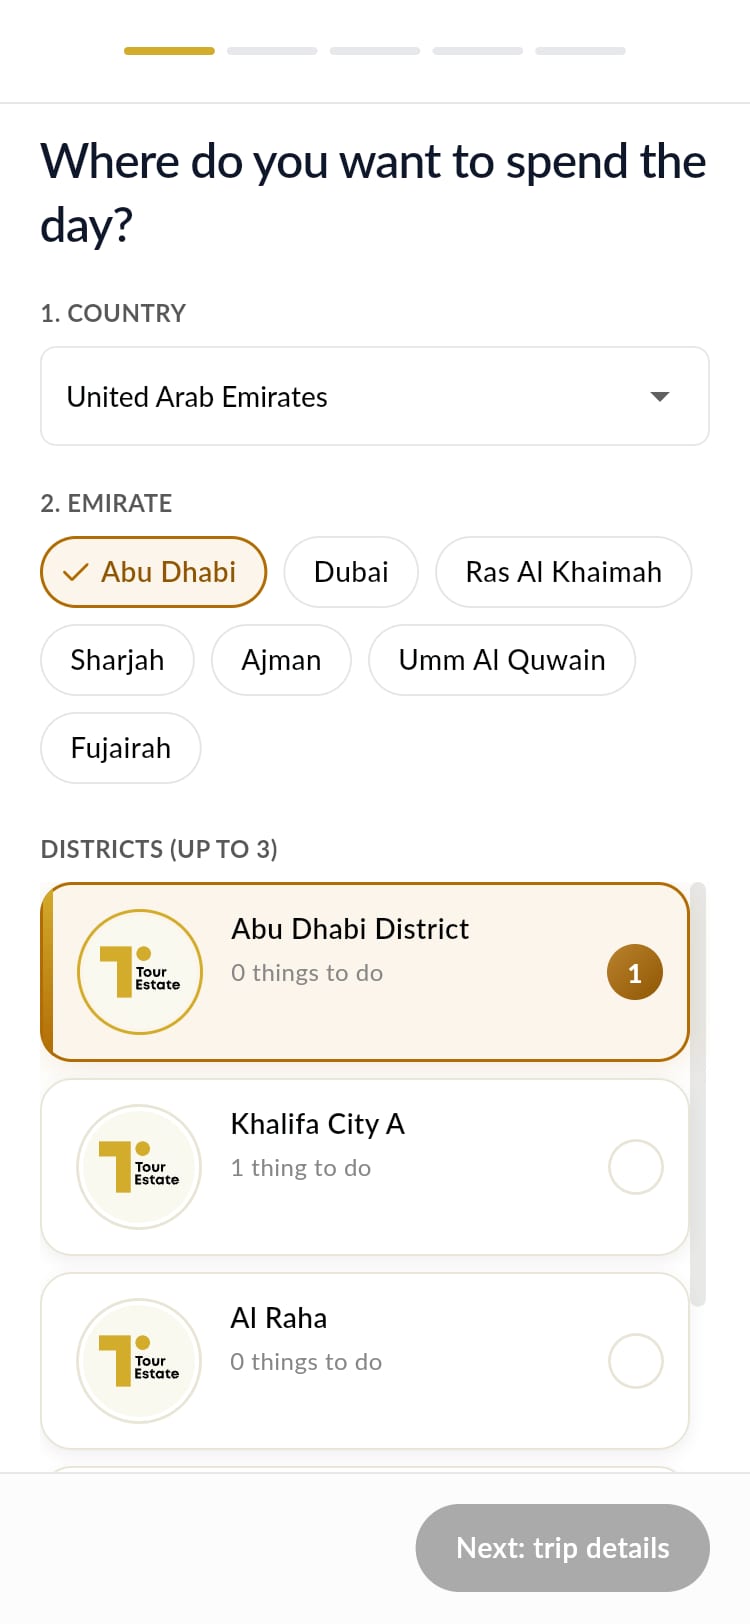 Where do you want to spend the
day?
1. COUNTRY
United Arab Emirates
2. EMIRATE
Abu Dhabi
Dubai
Ras Al Khaimah
Sharjah
Ajman
Umm Al Quwain
Fujairah
DISTRICTS (UP TO 3)
Tour
Estate
Abu Dhabi District
0 things to do
1
Tour
Estate
Khalifa City A
1 thing to do
Tour
Estate
Al Raha
0 things to do
Next: trip details